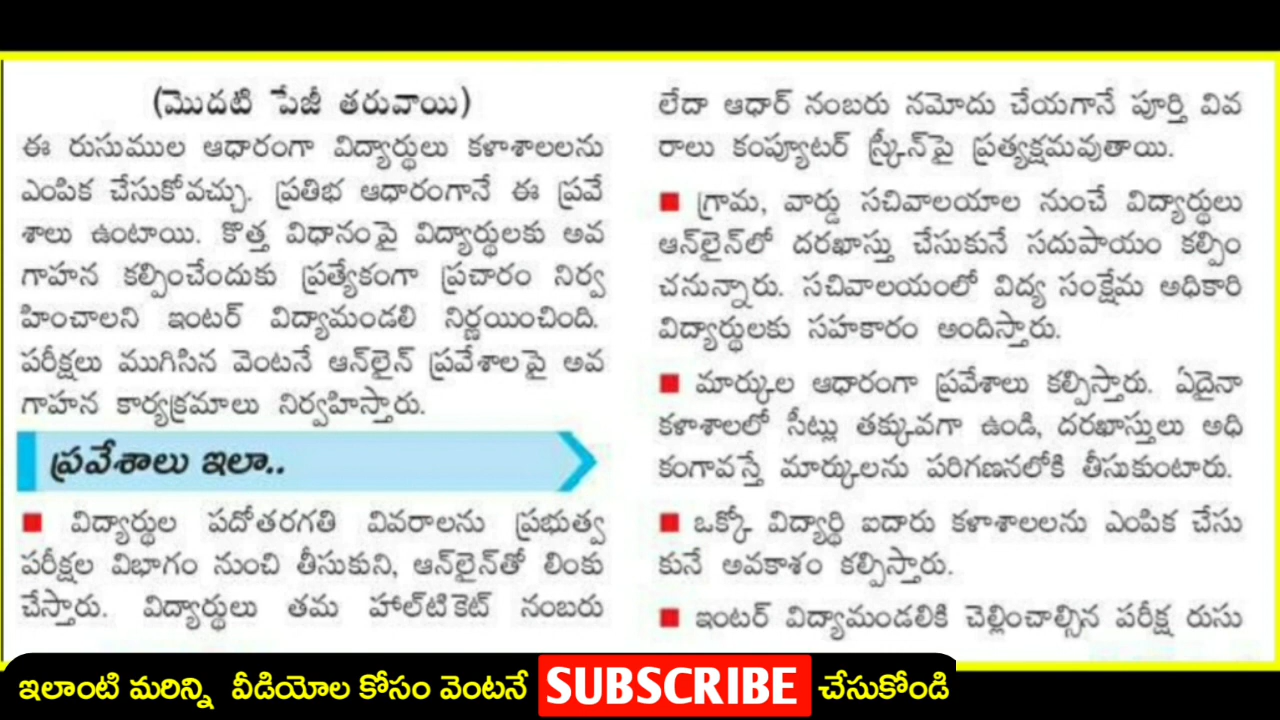 (మొదటి పేజీ తరువాయి)
ఈ రుసుముల ఆధారంగా విద్యార్థులు కళాశాలలను
ఎంపిక చేసుకోవచ్చు. ప్రతిభ ఆధారంగానే ఈ ప్రవే
శాలు ఉంటాయి. కొత్త విధానంపై విద్యార్థులకు అవ
గాహన కల్పించేందుకు ప్రత్యేకంగా ప్రచారం నిర్వ
హించాలని ఇంటర్ విద్యామండలి నిర్ణయించింది.
పరీక్షలు ముగిసిన వెంటనే ఆన్‌లైన్ ప్రవేశాలపై అవ
గాహన కార్యక్రమాలు నిర్వహిస్తారు.
ప్రవేశాలు ఇలా..
■ విద్యార్థుల పదోతరగతి వివరాలను ప్రభుత్వ
పరీక్షల విభాగం నుంచి తీసుకుని, ఆన్‌లైన్‌తో లింకు
చేస్తారు. విద్యార్థులు తమ హాల్‌టికెట్ నంబరు
లేదా ఆధార్ నంబరు నమోదు చేయగానే పూర్తి వివ
రాలు కంప్యూటర్ స్క్రీన్‌పై ప్రత్యక్షమవుతాయి.
■ గ్రామ, వార్డు సచివాలయాల నుంచే విద్యార్థులు
ఆన్‌లైన్‌లో దరఖాస్తు చేసుకునే సదుపాయం కల్పిం
చనున్నారు. సచివాలయంలో విద్య సంక్షేమ అధికారి
విద్యార్థులకు సహకారం అందిస్తారు.
■ మార్కుల ఆధారంగా ప్రవేశాలు కల్పిస్తారు. ఏదైనా
కళాశాలలో సీట్లు తక్కువగా ఉండి, దరఖాస్తులు అధి
కంగావస్తే మార్కులను పరిగణనలోకి తీసుకుంటారు.
■ ఒక్కో విద్యార్థి ఐదారు కళాశాలలను ఎంపిక చేసు
కునే అవకాశం కల్పిస్తారు.
■ ఇంటర్ విద్యామండలికి చెల్లించాల్సిన పరీక్ష రుసు
ఇలాంటి మరిన్ని వీడియోల కోసం వెంటనే SUBSCRIBE చేసుకోండి